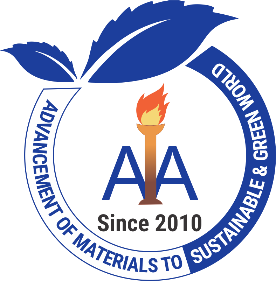 ADVANCEMENT OF MATERIALS TO SUSTAINABLE & GREEN WORLD
AIA
Since 2010